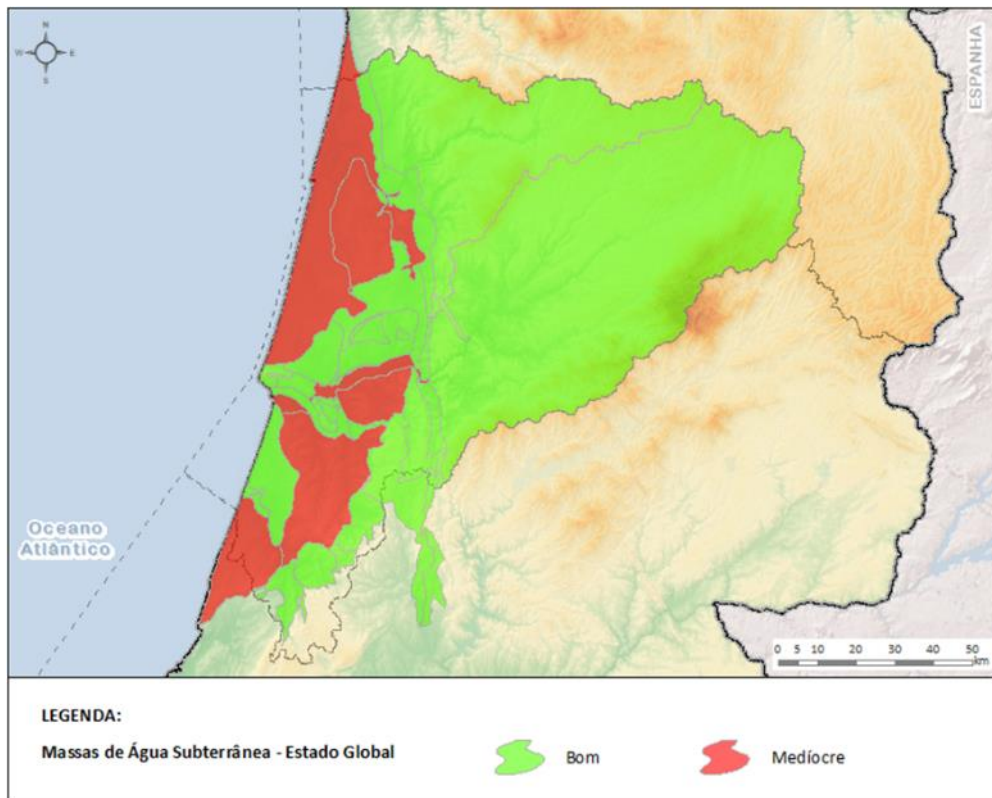 N
W E
S
ESPANHA
Oceano
Atlântico
0 5 10 20 30 40 50
km
LEGENDA:
Massas de Água Subterrânea - Estado Global
Bom
Medíocre